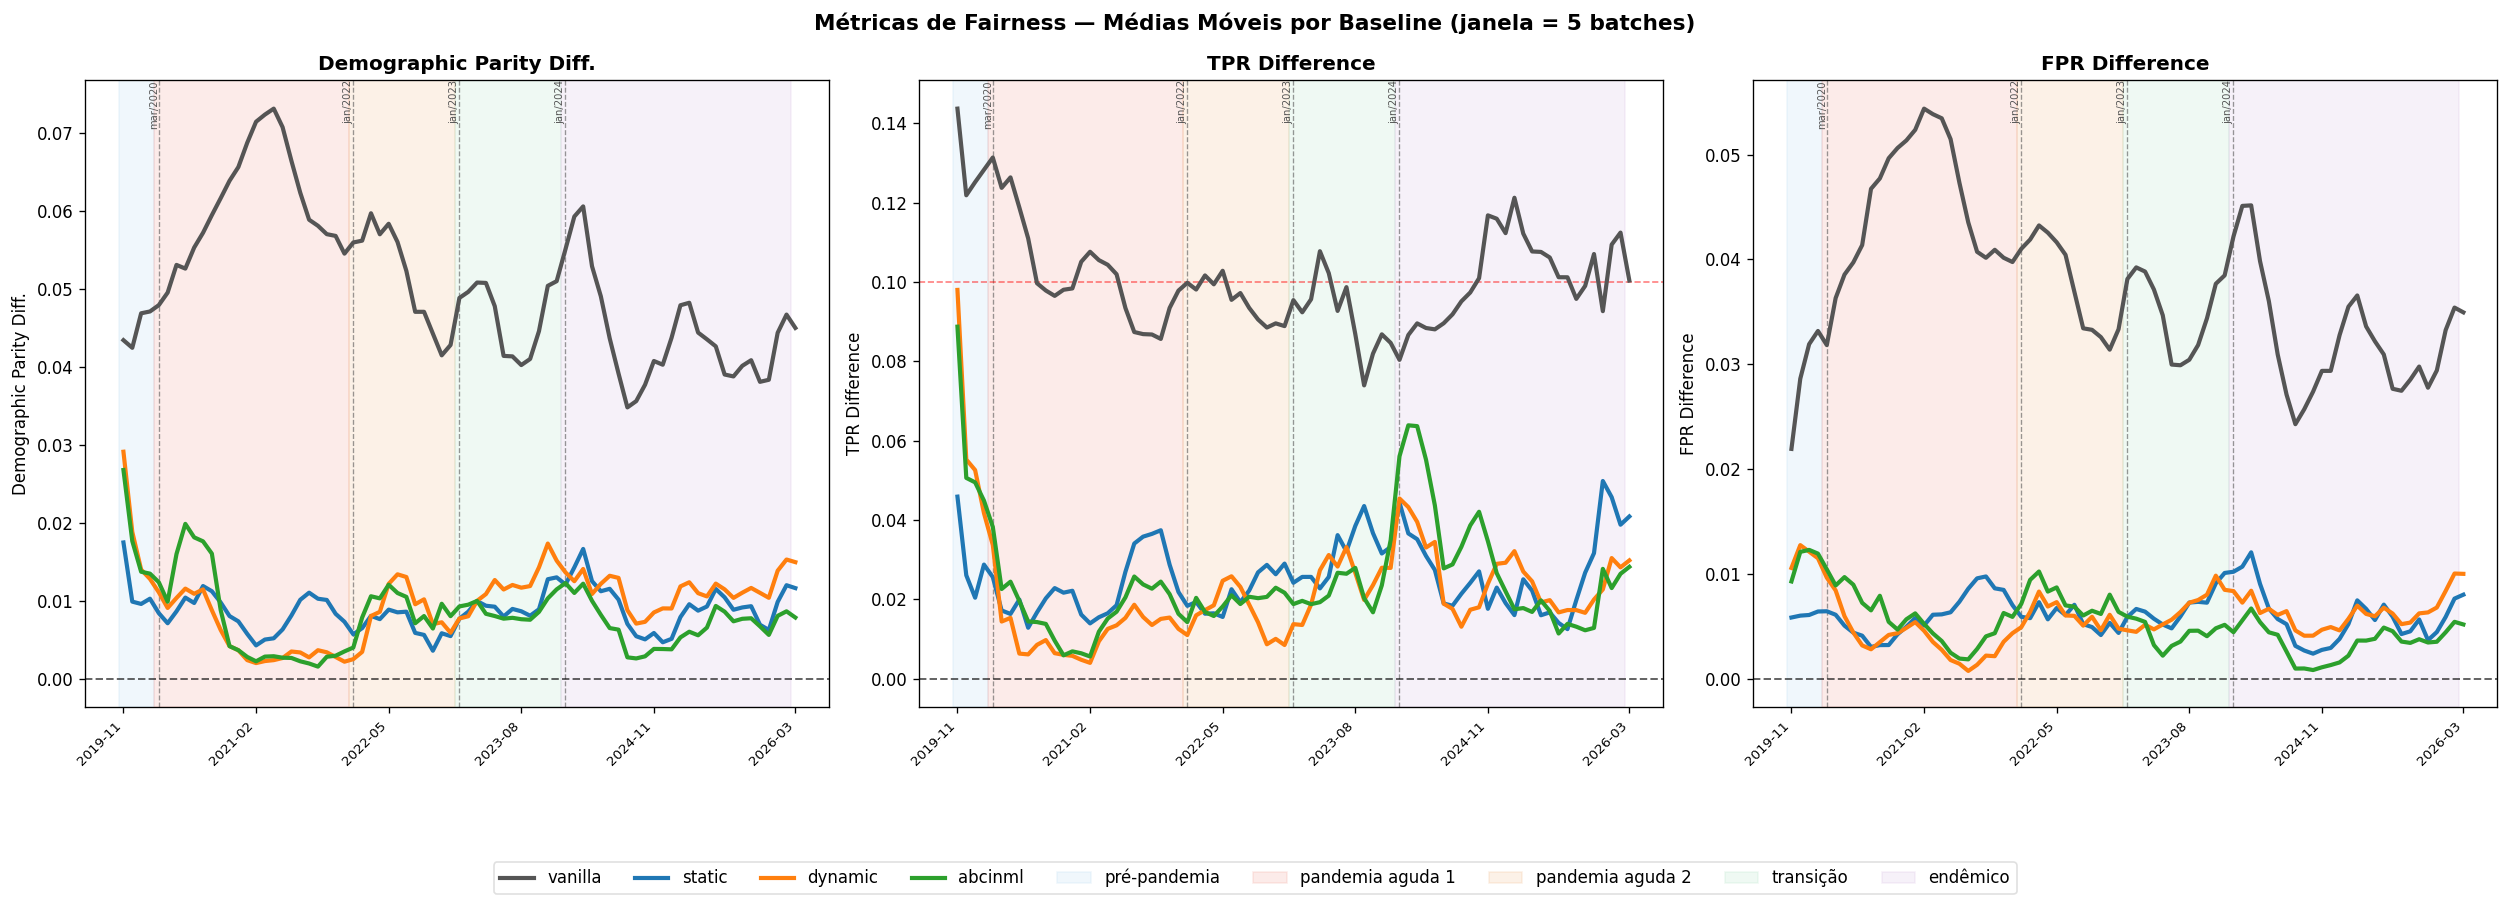 Métricas de Fairness — Médias Móveis por Baseline (janela = 5 batches)
Demographic Parity Diff.
Demographic Parity Diff.
0.07
0.06
0.05
0.04
0.03
0.02
0.01
0.00
mar/2020
jan/2022
jan/2023
jan/2024
2019-11
2021-02
2022-05
2023-08
2024-11
2026-03
TPR Difference
TPR Difference
0.14
0.12
0.10
0.08
0.06
0.04
0.02
0.00
mar/2020
jan/2022
jan/2023
jan/2024
2019-11
2021-02
2022-05
2023-08
2024-11
2026-03
FPR Difference
FPR Difference
0.05
0.04
0.03
0.02
0.01
0.00
mar/2020
jan/2022
jan/2023
jan/2024
2019-11
2021-02
2022-05
2023-08
2024-11
2026-03
vanilla static dynamic abcinml pré-pandemia pandemia aguda 1 pandemia aguda 2 transição endêmico